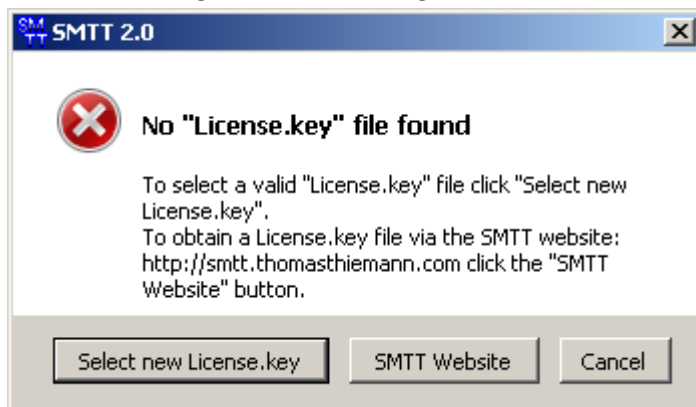 SM
TT SMTT 2.0
No "License.key" file found
To select a valid "License.key" file click "Select new
License.key".
To obtain a License.key file via the SMTT website:
http://smtt.thomasthiemann.com click the "SMTT
Website" button.
Select new License.key SMTT Website Cancel